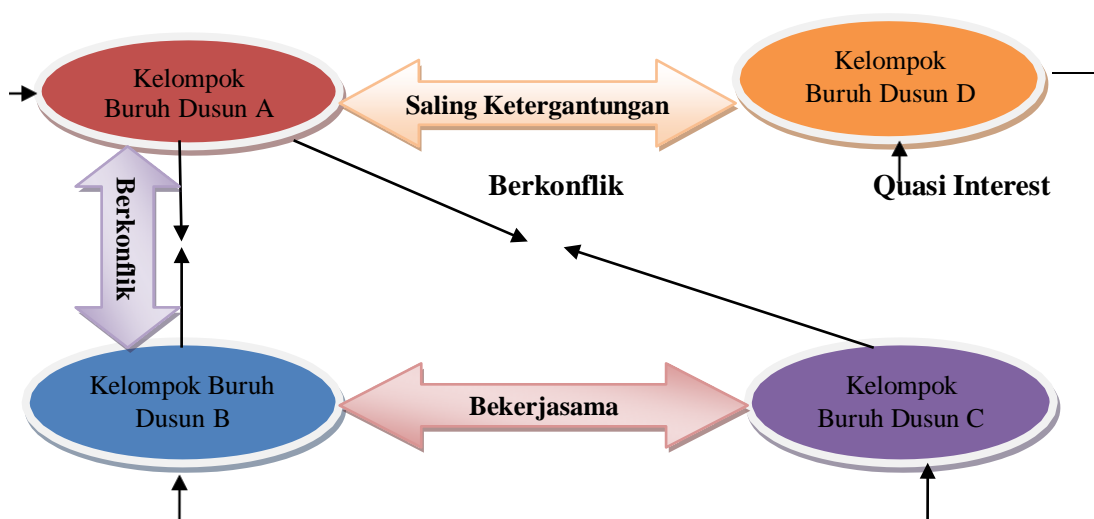 Kelompok
Buruh Dusun A
Saling Ketergantungan
Kelompok
Buruh Dusun D
Berkonflik
Berkonflik
Quasi Interest
Kelompok Buruh
Dusun B
Bekerjasama
Kelompok
Buruh Dusun C